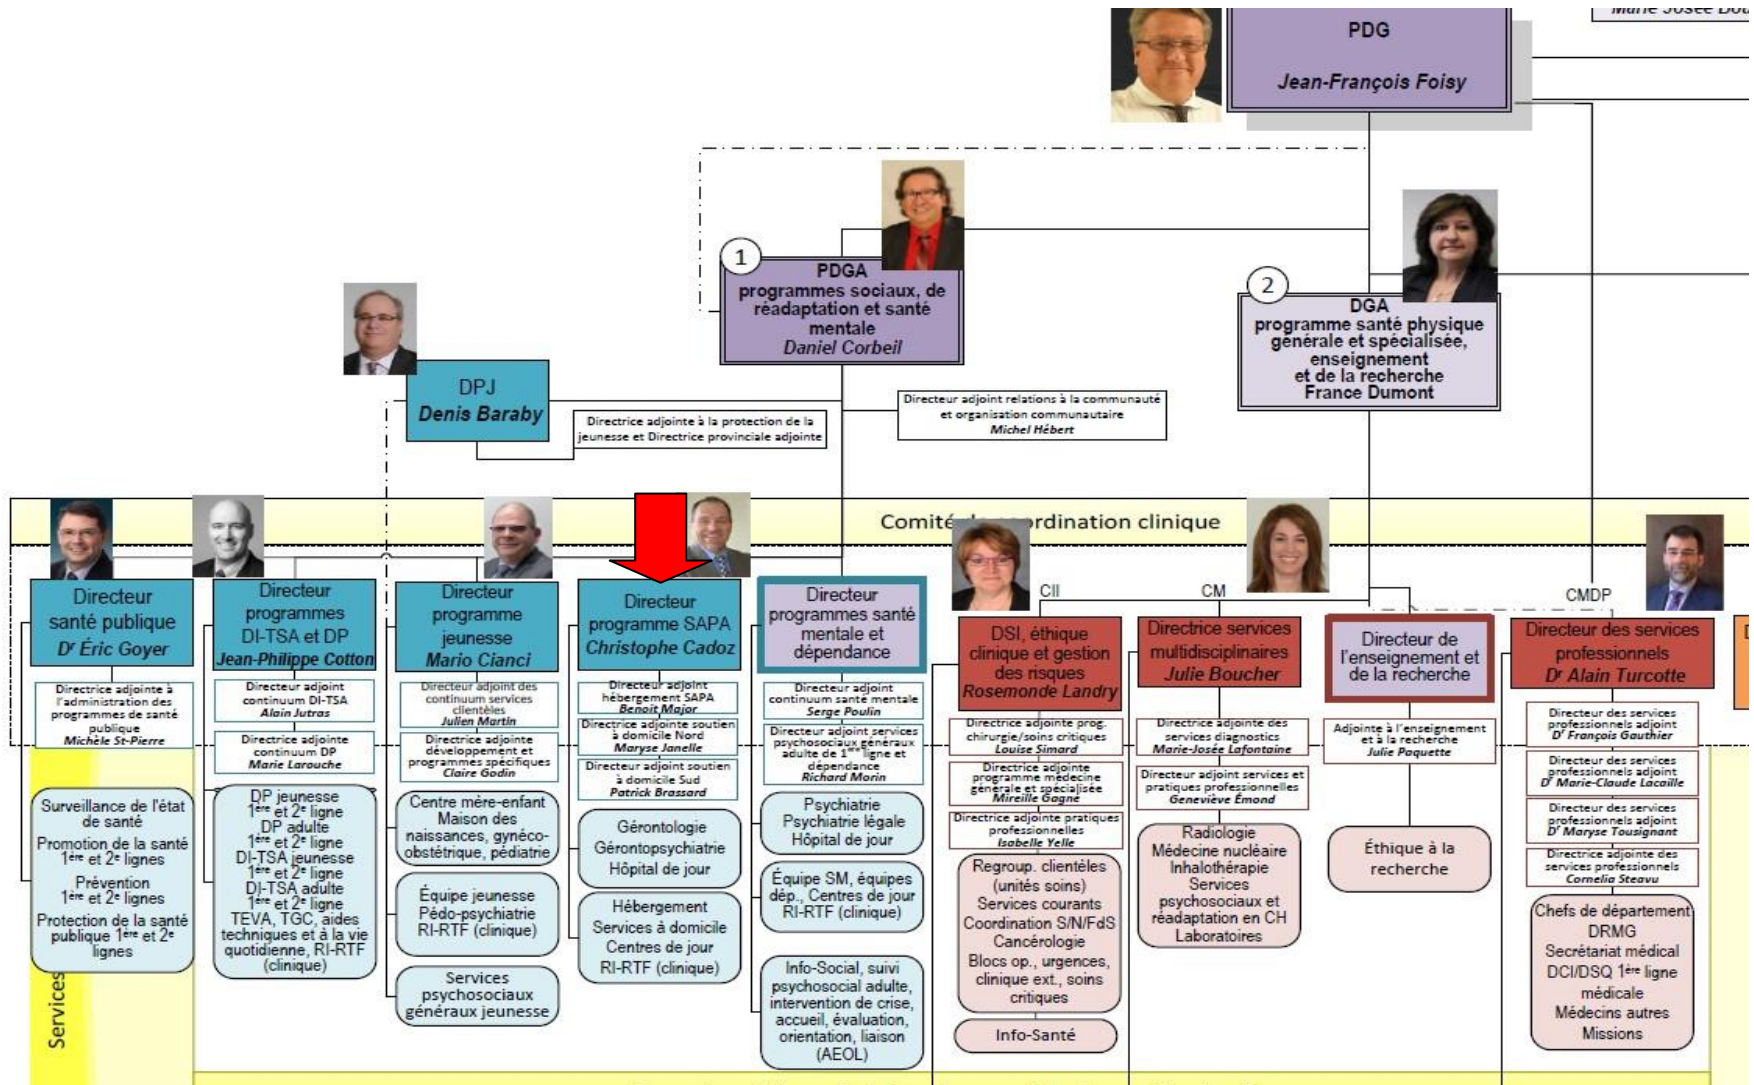 PDG
Jean-François Foisy
1
PDGA
programmes sociaux, de
réadaptation et santé
mentale
Daniel Corbeil
2
DGA
programme santé physique
générale et spécialisée,
enseignement
et de la recherche
France Dumont
DPJ
Denis Baraby
Directrice adjointe à la protection de la
jeunesse et Directrice provinciale adjointe
Directeur adjoint relations à la communauté
et organisation communautaire
Michel Hébert
Comité de coordination clinique
CII
CM
CMDP
Directeur
santé publique
Dr Éric Goyer
Directrice adjointe à
l'administration des
programmes de santé
publique
Michèle St-Pierre
Surveillance de l'état
de santé
Promotion de la santé
1ère et 2e lignes
Prévention
1ère et 2e lignes
Protection de la santé
publique 1ère et 2e
lignes
Directeur
programmes
DI-TSA et DP
Jean-Philippe Cotton
Directeur adjoint
continuum DI-TSA
Alain Jutras
Directrice adjointe
continuum DP
Marie Larouche
DP jeunesse
1ère et 2e ligne
DP adulte
1ère et 2e ligne
DI-TSA jeunesse
1ère et 2e ligne
DI-TSA adulte
1ère et 2e ligne
TEVA, TGC, aides
techniques et à la vie
quotidienne, RI-RTF
(clinique)
Directeur
programme
jeunesse
Mario Cianci
Directeur adjoint des
continuum services
clientèles
Julien Martin
Directrice adjointe
développement et
programmes spécifiques
Claire Godin
Centre mère-enfant
Maison des
naissances, gynéco-
obstétrique, pédiatrie
Équipe jeunesse
Pédo-psychiatrie
RI-RTF (clinique)
Services
psychosociaux
généraux jeunesse
Directeur
programme SAPA
Christophe Cadoz
Directeur adjoint
hébergement SAPA
Benoit Major
Directrice adjointe soutien
à domicile Nord
Maryse Janelle
Directeur adjoint soutien
à domicile Sud
Patrick Brassard
Gérontologie
Gérontopsychiatrie
Hôpital de jour
Hébergement
Services à domicile
Centres de jour
RI-RTF (clinique)
Directeur
programmes santé
mentale et
dépendance
Directeur adjoint
continuum santé mentale
Serge Poulin
Directeur adjoint services
psychosociaux généraux
adulte de 1ère ligne et
dépendance
Richard Morin
Psychiatrie
Psychiatrie légale
Hôpital de jour
Équipe SM, équipes
dép., Centres de jour
RI-RTF (clinique)
Info-Social, suivi
psychosocial adulte,
intervention de crise,
accueil, évaluation,
orientation, liaison
(AEOL)
DSI, éthique
clinique et gestion
des risques
Rosemonde Landry
Directrice adjointe prog.
chirurgie/soins critiques
Louise Simard
Directrice adjointe
programme médecine
générale et spécialisée
Mireille Gagné
Directrice adjointe pratiques
professionnelles
Isabelle Yelle
Regroup. clientèles
(unités soins)
Services courants
Coordination S/N/FdS
Cancérologie
Blocs op., urgences,
clinique ext., soins
critiques
Info-Santé
Directrice services
multidisciplinaires
Julie Boucher
Directrice adjointe des
services diagnostics
Marie-Josée Lafontaine
Directeur adjoint services et
pratiques professionnelles
Geneviève Émond
Radiologie
Médecine nucléaire
Inhalothérapie
Services
psychosociaux et
réadaptation en CH
Laboratoires
Directeur de
l'enseignement et
de la recherche
Adjointe à l'enseignement
et à la recherche
Julie Paquette
Éthique à la
recherche
Directeur des services
professionnels
Dr Alain Turcotte
Directeur des services
professionnels adjoint
Dr François Gauthier
Directeur des services
professionnels adjoint
Dr Marie-Claude Lacaille
Directeur des services
professionnels adjoint
Dr Maryse Tousignant
Directrice adjointe des
services professionnels
Cornelia Steavu
Chefs de département
DRMG
Secrétariat médical
DCI/DSQ 1ère ligne
médicale
Médecins autres
Missions
Services